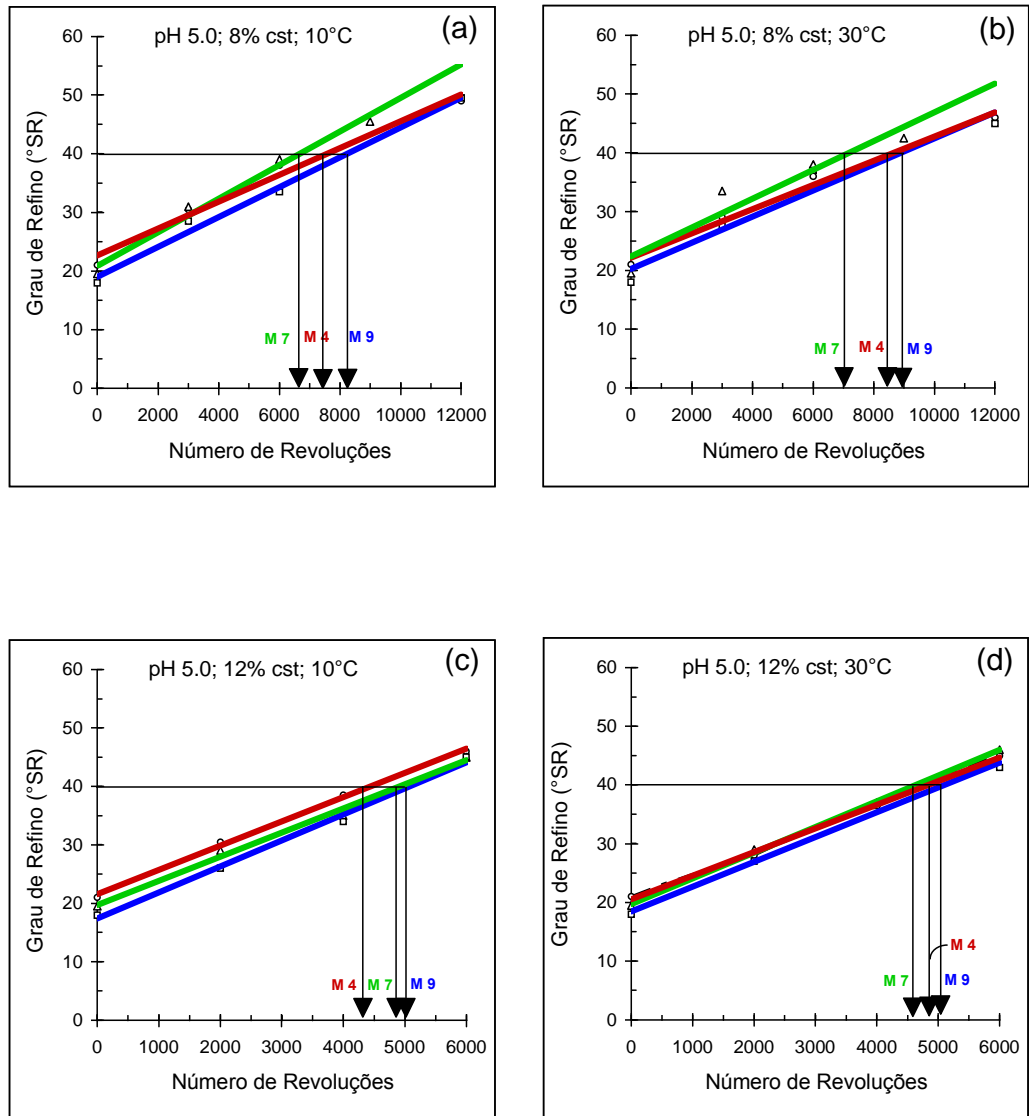 pH 5.0; 8% cst; 10°C
(a)
60
50
40
30
20
10
0
Grau de Refino (°SR)
M 7
M 4
M 9
0 2000 4000 6000 8000 10000 12000
Número de Revoluções
pH 5.0; 8% cst; 30°C
(b)
60
50
40
30
20
10
0
Grau de Refino (°SR)
M 7
M 4
M 9
0 2000 4000 6000 8000 10000 12000
Número de Revoluções
pH 5.0; 12% cst; 10°C
(c)
60
50
40
30
20
10
0
Grau de Refino (°SR)
M 4
M 7
M 9
0 1000 2000 3000 4000 5000 6000
Número de Revoluções
pH 5.0; 12% cst; 30°C
(d)
60
50
40
30
20
10
0
Grau de Refino (°SR)
M 4
M 7
M 9
0 1000 2000 3000 4000 5000 6000
Número de Revoluções